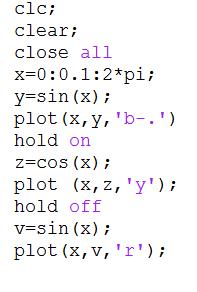 clc;
clear;
close all
x=0:0.1:2*pi;
y=sin(x);
plot(x,y,'b-.')
hold on
z=cos(x);
plot (x,z,'y');
hold off
v=sin(x);
plot(x,v,'r');